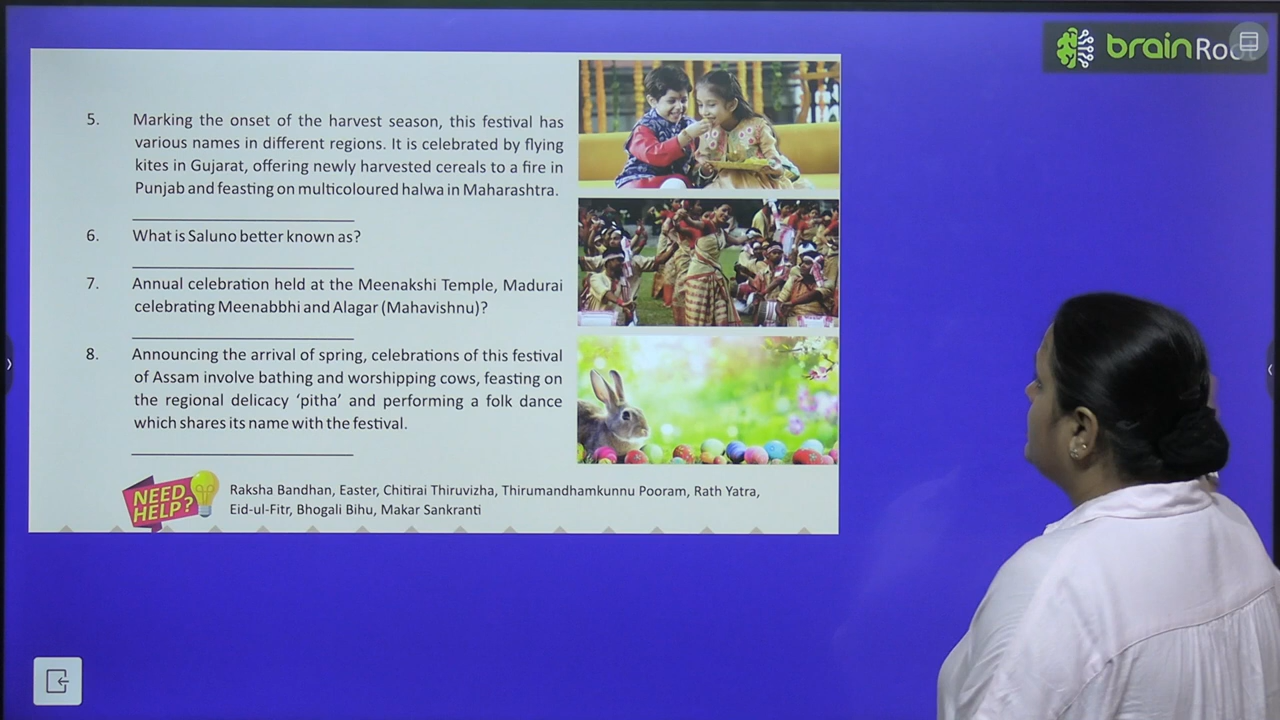 brainRoo
5. Marking the onset of the harvest season, this festival has
various names in different regions. It is celebrated by flying
kites in Gujarat, offering newly harvested cereals to a fire in
Punjab and feasting on multicoloured halwa in Maharashtra.
6. What is Saluno better known as?
7. Annual celebration held at the Meenakshi Temple, Madurai
celebrating Meenabbhi and Alagar (Mahavishnu)?
8. Announcing the arrival of spring, celebrations of this festival
of Assam involve bathing and worshipping cows, feasting on
the regional delicacy ‘pitha’ and performing a folk dance
which shares its name with the festival.
NEED
HELP?
Raksha Bandhan, Easter, Chitirai Thiruvizha, Thirumandhamkunnu Pooram, Rath Yatra,
Eid-ul-Fitr, Bhogali Bihu, Makar Sankranti